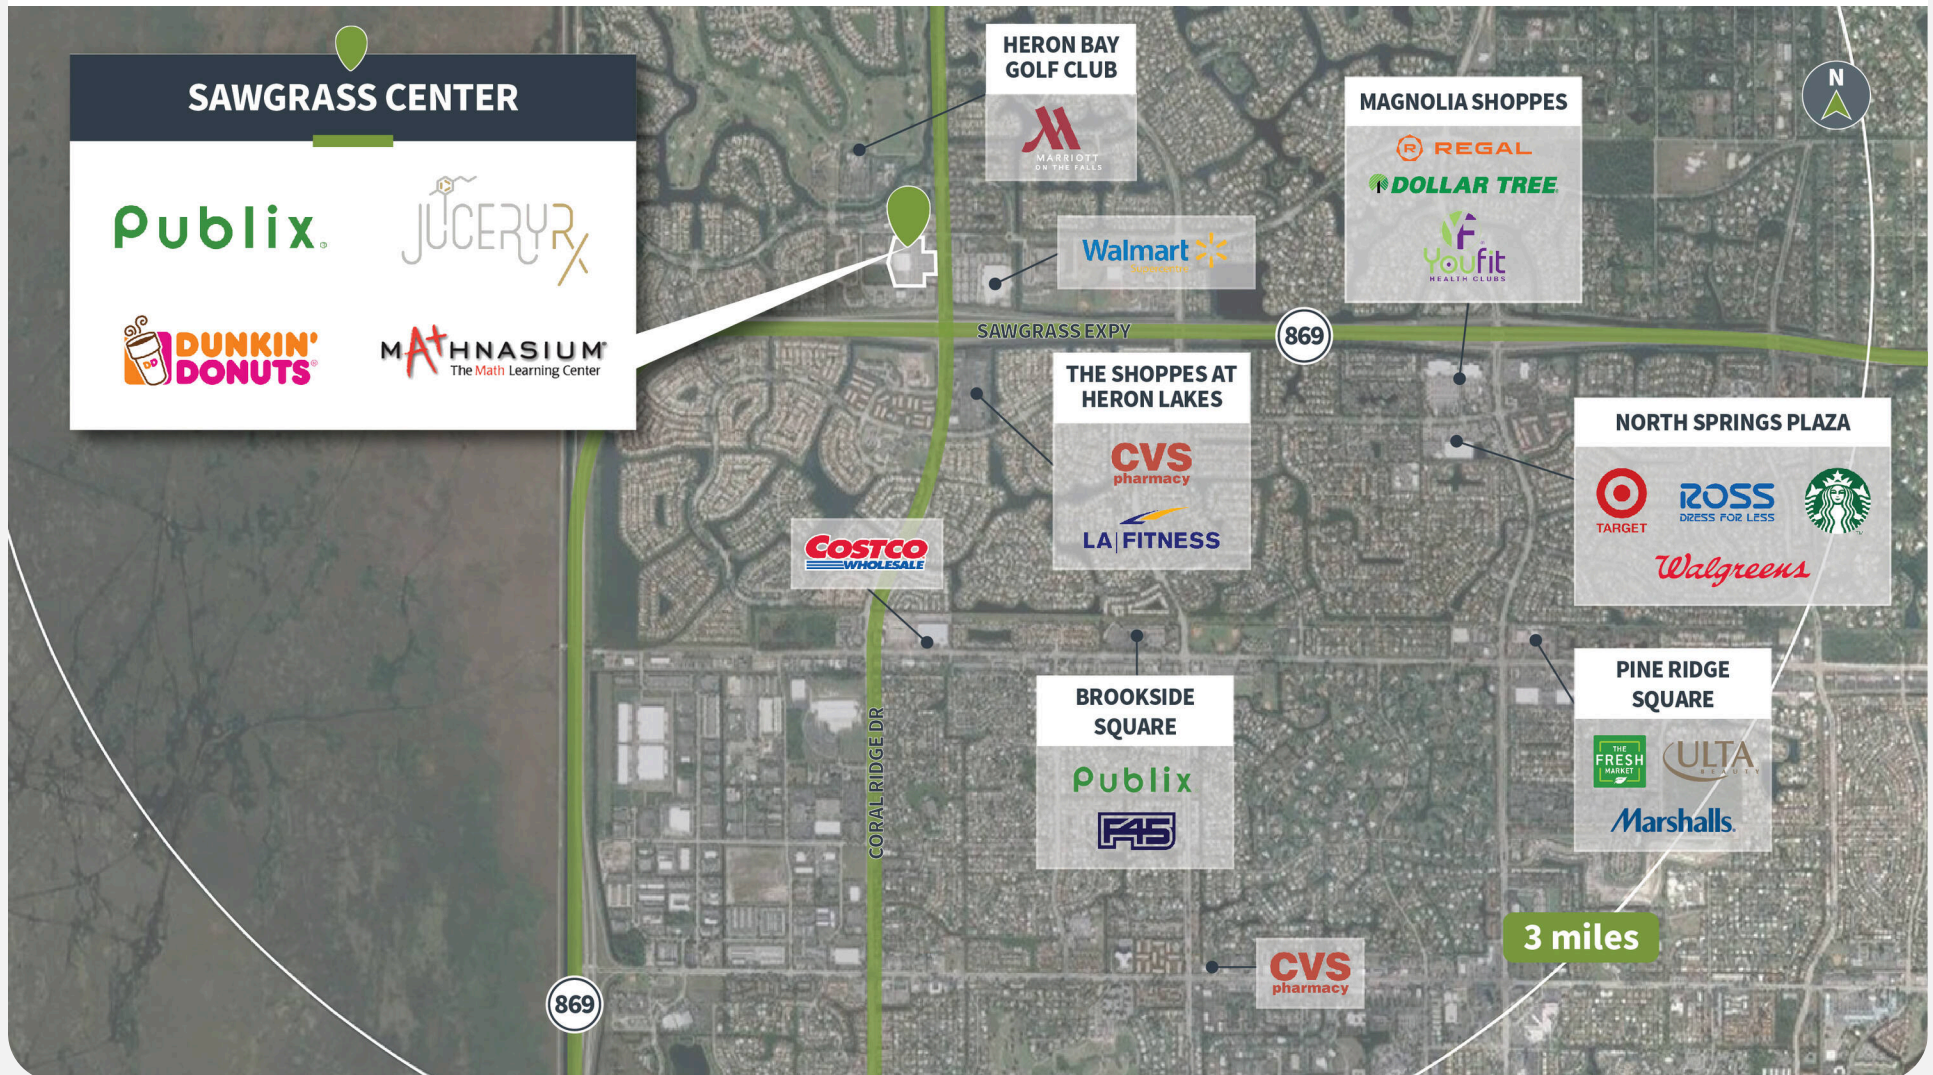 SAWGRASS CENTER
Publix
JUCERYRX
DUNKIN'
DONUTS
DD
MATHNASIUM
The Math Learning Center
HERON BAY
GOLF CLUB
MARRIOTT
ON THE FALLS
Walmart
MAGNOLIA SHOPPES
R REGAL
DOLLAR TREE
YF
Youfit
HEALTH CLUBS
N
SAWGRASS EXPY
869
THE SHOPPES AT
HERON LAKES
CVS
pharmacy
LA|FITNESS
NORTH SPRINGS PLAZA
TARGET
ROSS
DRESS FOR LESS
Walgreens
COSTCO
WHOLESALE
CORAL RIDGE DR
BROOKSIDE
SQUARE
Publix
F45
PINE RIDGE
SQUARE
THE
FRESH
MARKET
ULTA
BEAUTY
Marshalls.
3 miles
CVS
pharmacy
869